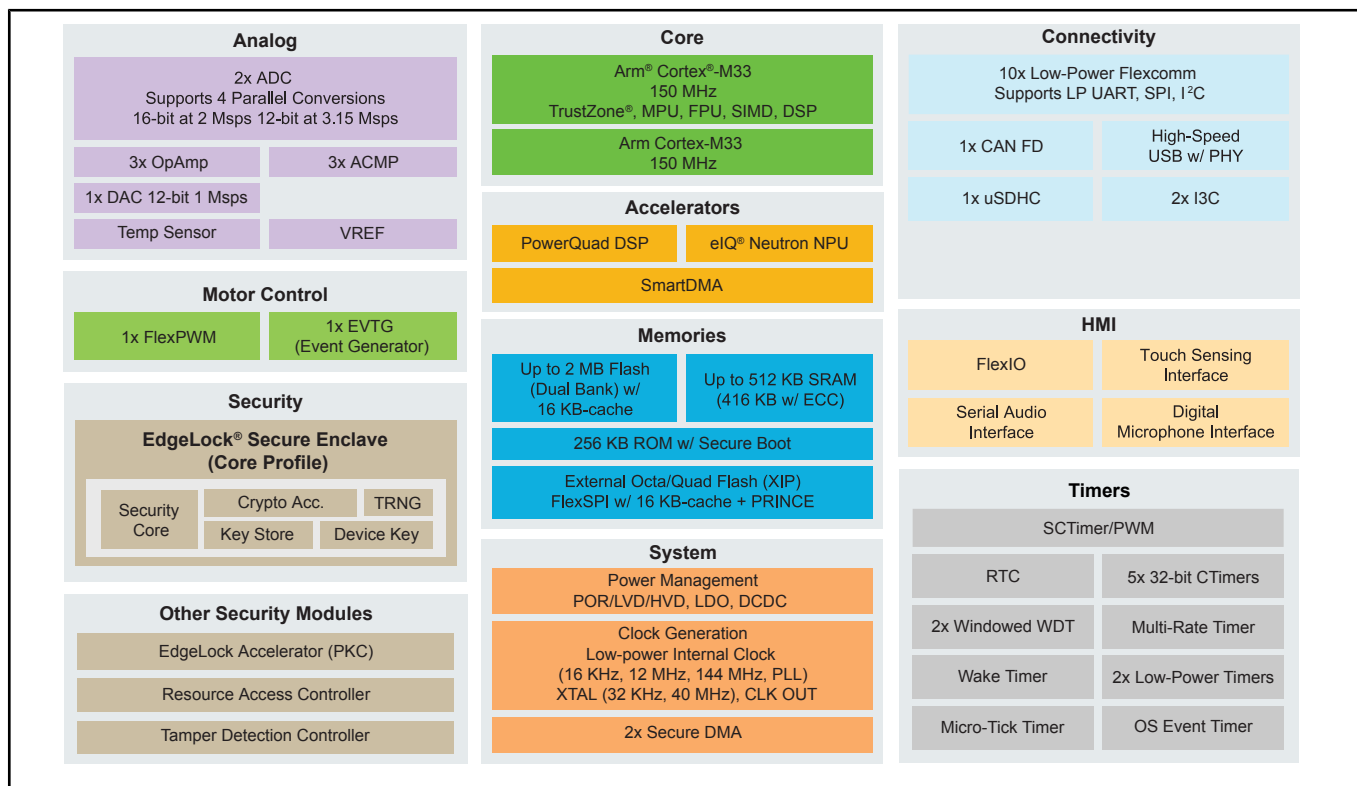 Analog
2x ADC
Supports 4 Parallel Conversions
16-bit at 2 Msps 12-bit at 3.15 Msps
3x OpAmp
3x ACMP
1x DAC 12-bit 1 Msps
Temp Sensor
VREF
Motor Control
1x FlexPWM
1x EVTG
(Event Generator)
Security
EdgeLock® Secure Enclave
(Core Profile)
Security
Core
Crypto Acc.
TRNG
Key Store
Device Key
Other Security Modules
EdgeLock Accelerator (PKC)
Resource Access Controller
Tamper Detection Controller
Core
Arm® Cortex®-M33
150 MHz
TrustZone®, MPU, FPU, SIMD, DSP
Arm Cortex-M33
150 MHz
Accelerators
PowerQuad DSP
eIQ® Neutron NPU
SmartDMA
Memories
Up to 2 MB Flash
(Dual Bank) w/
16 KB-cache
Up to 512 KB SRAM
(416 KB w/ ECC)
256 KB ROM w/ Secure Boot
External Octa/Quad Flash (XIP)
FlexSPI w/ 16 KB-cache + PRINCE
System
Power Management
POR/LVD/HVD, LDO, DCDC
Clock Generation
Low-power Internal Clock
(16 KHz, 12 MHz, 144 MHz, PLL)
XTAL (32 KHz, 40 MHz), CLK OUT
2x Secure DMA
Connectivity
10x Low-Power Flexcomm
Supports LP UART, SPI, I²C
1x CAN FD
High-Speed
USB w/ PHY
1x uSDHC
2x I3C
HMI
FlexIO
Touch Sensing
Interface
Serial Audio
Interface
Digital
Microphone Interface
Timers
SCTimer/PWM
RTC
5x 32-bit CTimers
2x Windowed WDT
Multi-Rate Timer
Wake Timer
2x Low-Power Timers
Micro-Tick Timer
OS Event Timer